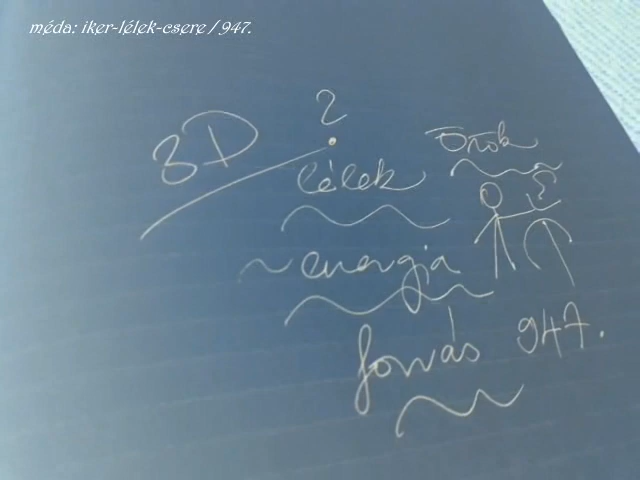 méda: iker-lélek-csere / 947.
?
3D
Örök
lélek
~ energia
forrás 947.